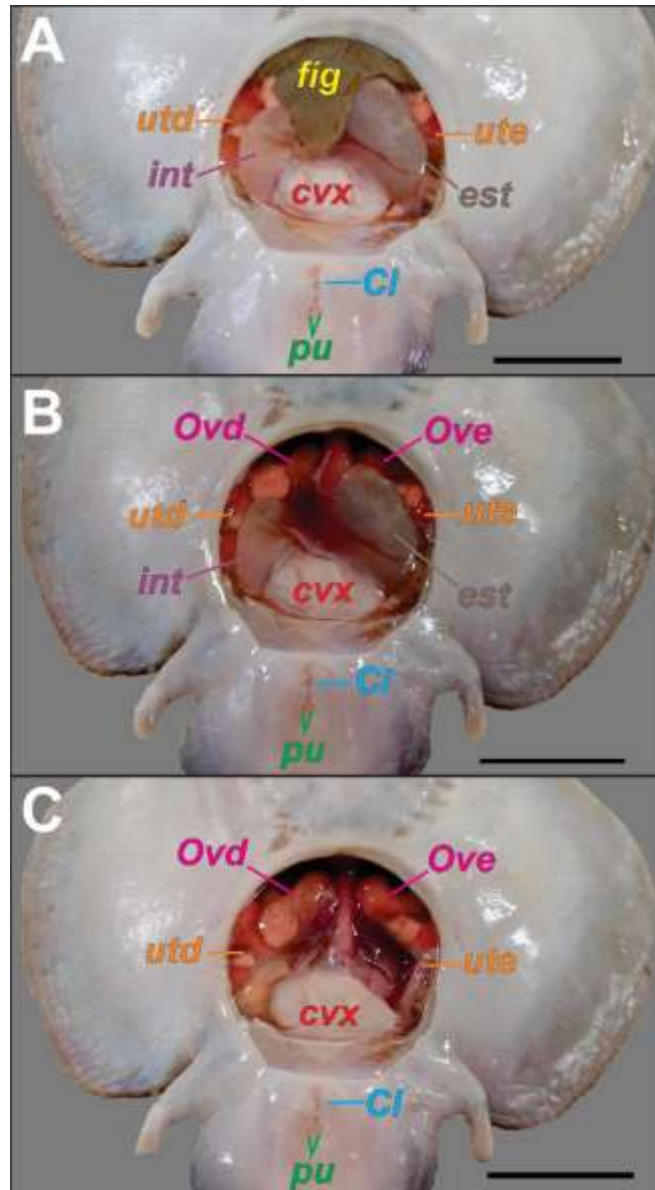 A
fig
utd
ute
int
est
cvx
Cl
pu
B
Ovd
Ove
utd
ute
int
est
cvx
Cl
pu
C
Ovd
Ove
utd
ute
cvx
Cl
pu